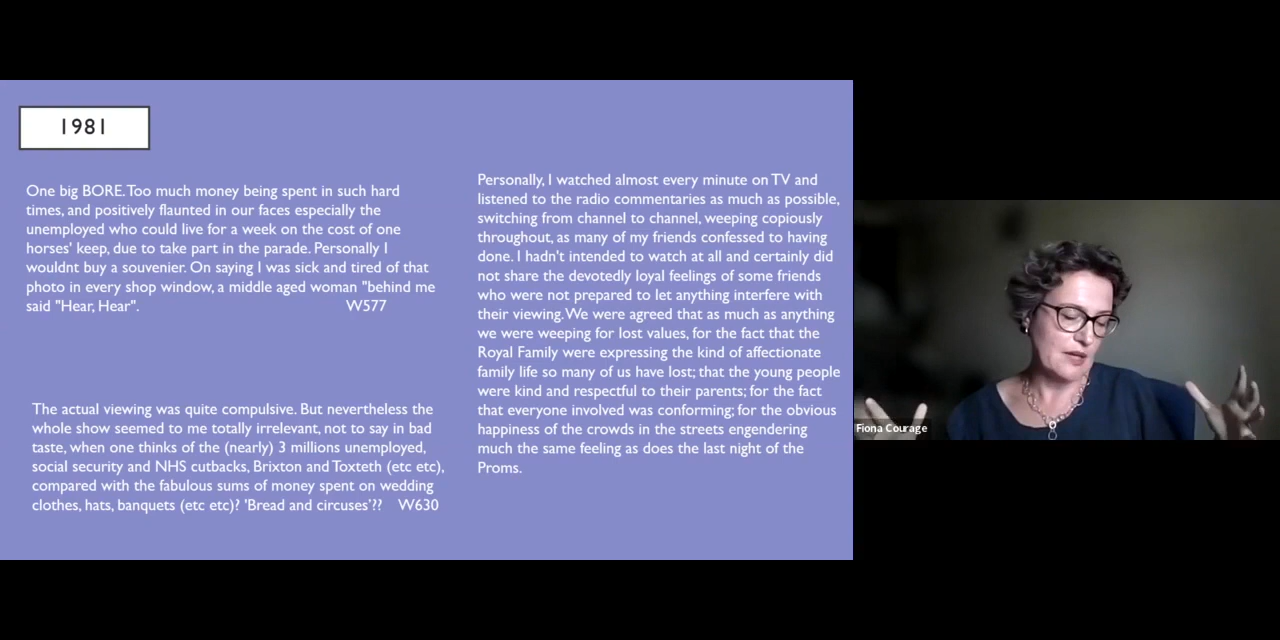 1981
One big BORE. Too much money being spent in such hard
times, and positively flaunted in our faces especially the
unemployed who could live for a week on the cost of one
horses' keep, due to take part in the parade. Personally I
wouldnt buy a souvenier. On saying I was sick and tired of that
photo in every shop window, a middle aged woman "behind me
said "Hear, Hear". W577
The actual viewing was quite compulsive. But nevertheless the
whole show seemed to me totally irrelevant, not to say in bad
taste, when one thinks of the (nearly) 3 millions unemployed,
social security and NHS cutbacks, Brixton and Toxteth (etc etc),
compared with the fabulous sums of money spent on wedding
clothes, hats, banquets (etc etc)? 'Bread and circuses'?? W630
Personally, I watched almost every minute on TV and
listened to the radio commentaries as much as possible,
switching from channel to channel, weeping copiously
throughout, as many of my friends confessed to having
done. I hadn't intended to watch at all and certainly did
not share the devotedly loyal feelings of some friends
who were not prepared to let anything interfere with
their viewing. We were agreed that as much as anything
we were weeping for lost values, for the fact that the
Royal Family were expressing the kind of affectionate
family life so many of us have lost; that the young people
were kind and respectful to their parents; for the fact
that everyone involved was conforming; for the obvious
happiness of the crowds in the streets engendering
much the same feeling as does the last night of the
Proms.
Fiona Courage